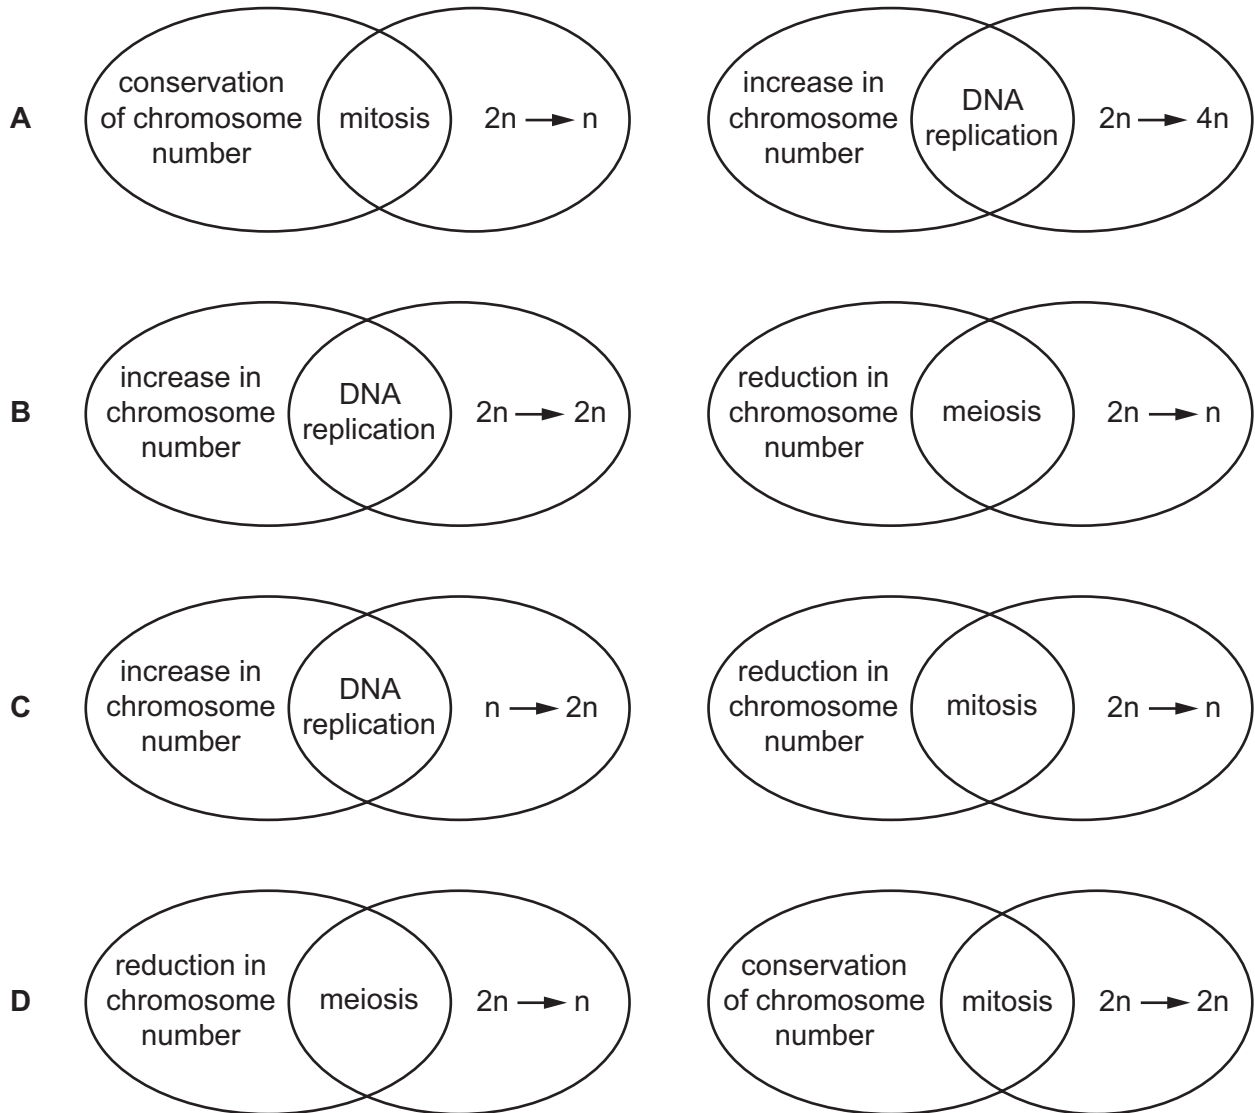 A
conservation
of chromosome
number
mitosis
2n → n
increase in
chromosome
number
DNA
replication
2n → 4n
B
increase in
chromosome
number
DNA
replication
2n → 2n
reduction in
chromosome
number
meiosis
2n → n
C
increase in
chromosome
number
DNA
replication
n → 2n
reduction in
chromosome
number
mitosis
2n → n
D
reduction in
chromosome
number
meiosis
2n → n
conservation
of chromosome
number
mitosis
2n → 2n